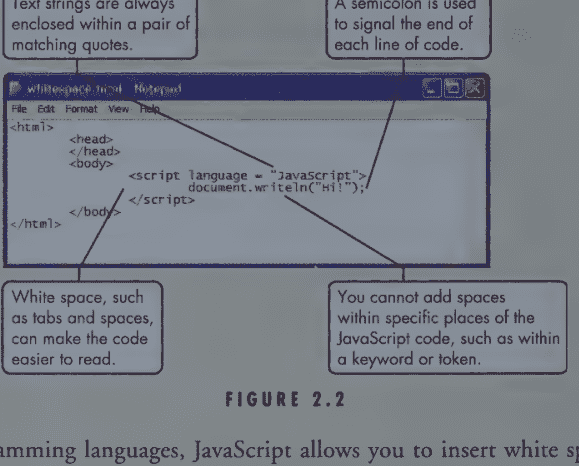 Text strings are always
enclosed within a pair of
matching quotes.
A semicolon is used
to signal the end of
each line of code.
whitespace.html - Notepad
File Edit Format View Help
<html>
<head>
</head>
<body>
<script language = "JavaScript">
document.writeln("Hi!");
</script>
</body>
</html>
White space, such
as tabs and spaces,
can make the code
easier to read.
You cannot add spaces
within specific places of the
JavaScript code, such as within
a keyword or token.
FIGURE 2.2
amming languages, JavaScript allows you to insert white sp